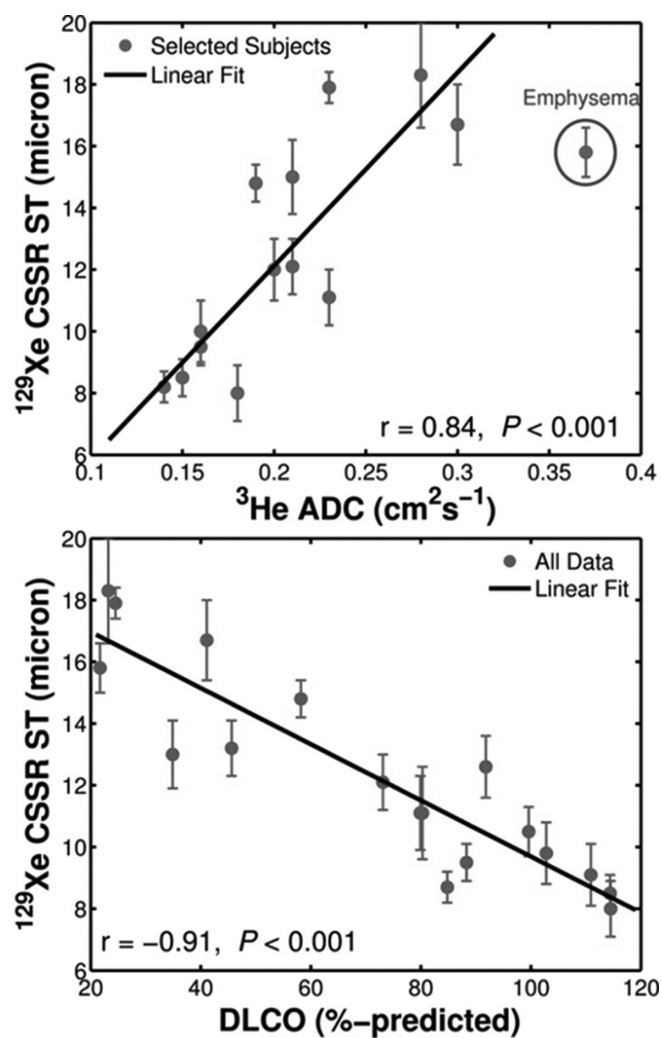 20
18
16
14
12
10
8
6
¹²⁹Xe CSSR ST (micron)
Selected Subjects
Linear Fit
Emphysema
r = 0.84, P < 0.001
0.1 0.15 0.2 0.25 0.3 0.35 0.4
³He ADC (cm²s⁻¹)
20
18
16
14
12
10
8
6
¹²⁹Xe CSSR ST (micron)
All Data
Linear Fit
r = −0.91, P < 0.001
20 40 60 80 100 120
DLCO (%-predicted)